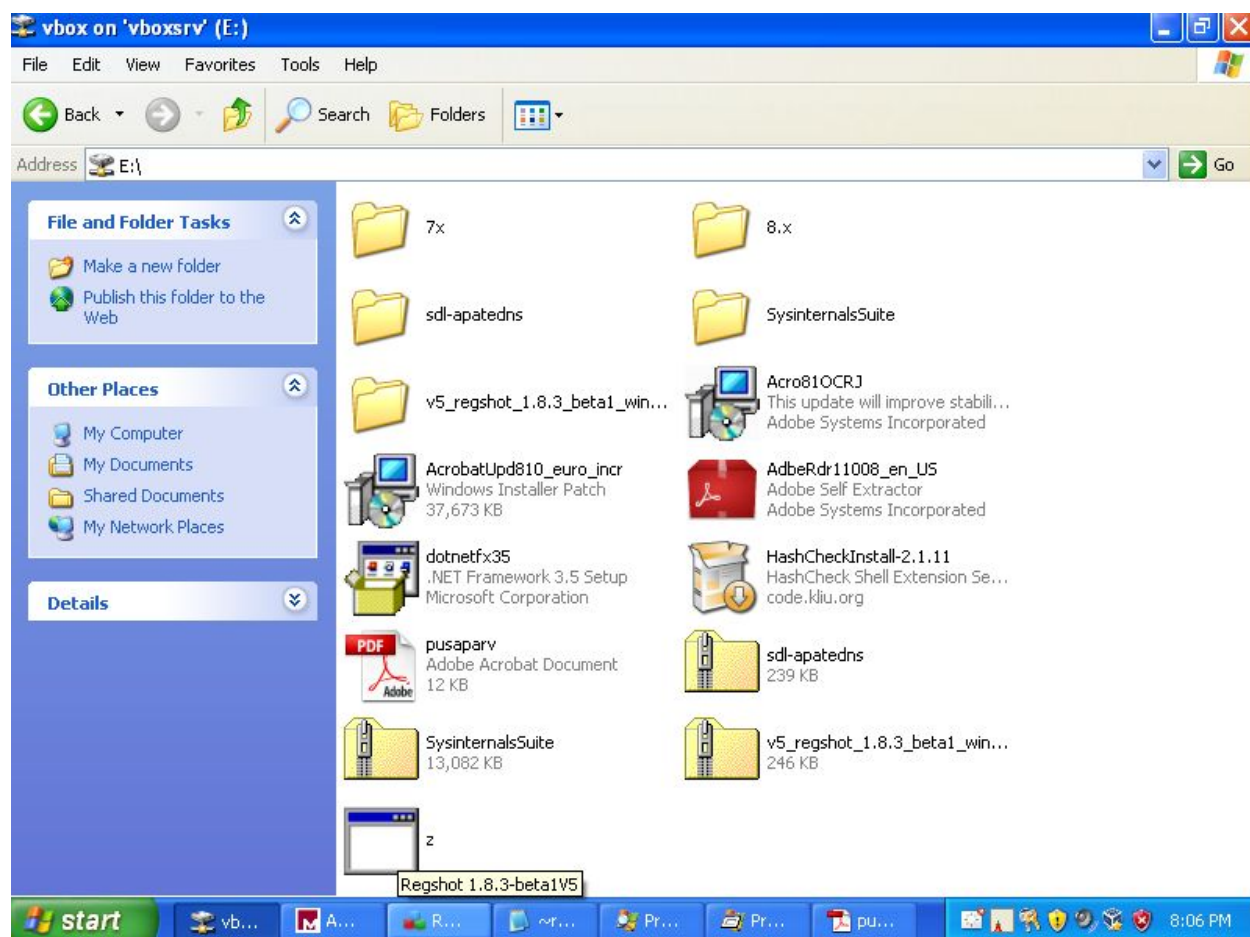 vbox on 'vboxsrv' (E:)
File Edit View Favorites Tools Help
Back Search Folders
Address E:\ Go
File and Folder Tasks
Make a new folder
Publish this folder to the
Web
Other Places
My Computer
My Documents
Shared Documents
My Network Places
Details
7x
8.x
sdl-apatedns
SysinternalsSuite
v5_regshot_1.8.3_beta1_win...
Acro81OCRJ
This update will improve stabili...
Adobe Systems Incorporated
AcrobatUpd810_euro_incr
Windows Installer Patch
37,673 KB
AdbeRdr11008_en_US
Adobe Self Extractor
Adobe Systems Incorporated
dotnetfx35
.NET Framework 3.5 Setup
Microsoft Corporation
HashCheckInstall-2.1.11
HashCheck Shell Extension Se...
code.kliu.org
PDF
Adobe
pusaparv
Adobe Acrobat Document
12 KB
sdl-apatedns
239 KB
SysinternalsSuite
13,082 KB
v5_regshot_1.8.3_beta1_win...
246 KB
z
Regshot 1.8.3-beta1V5
start vb... A... R... ~r... Pr... Pr... pu... 8:06 PM